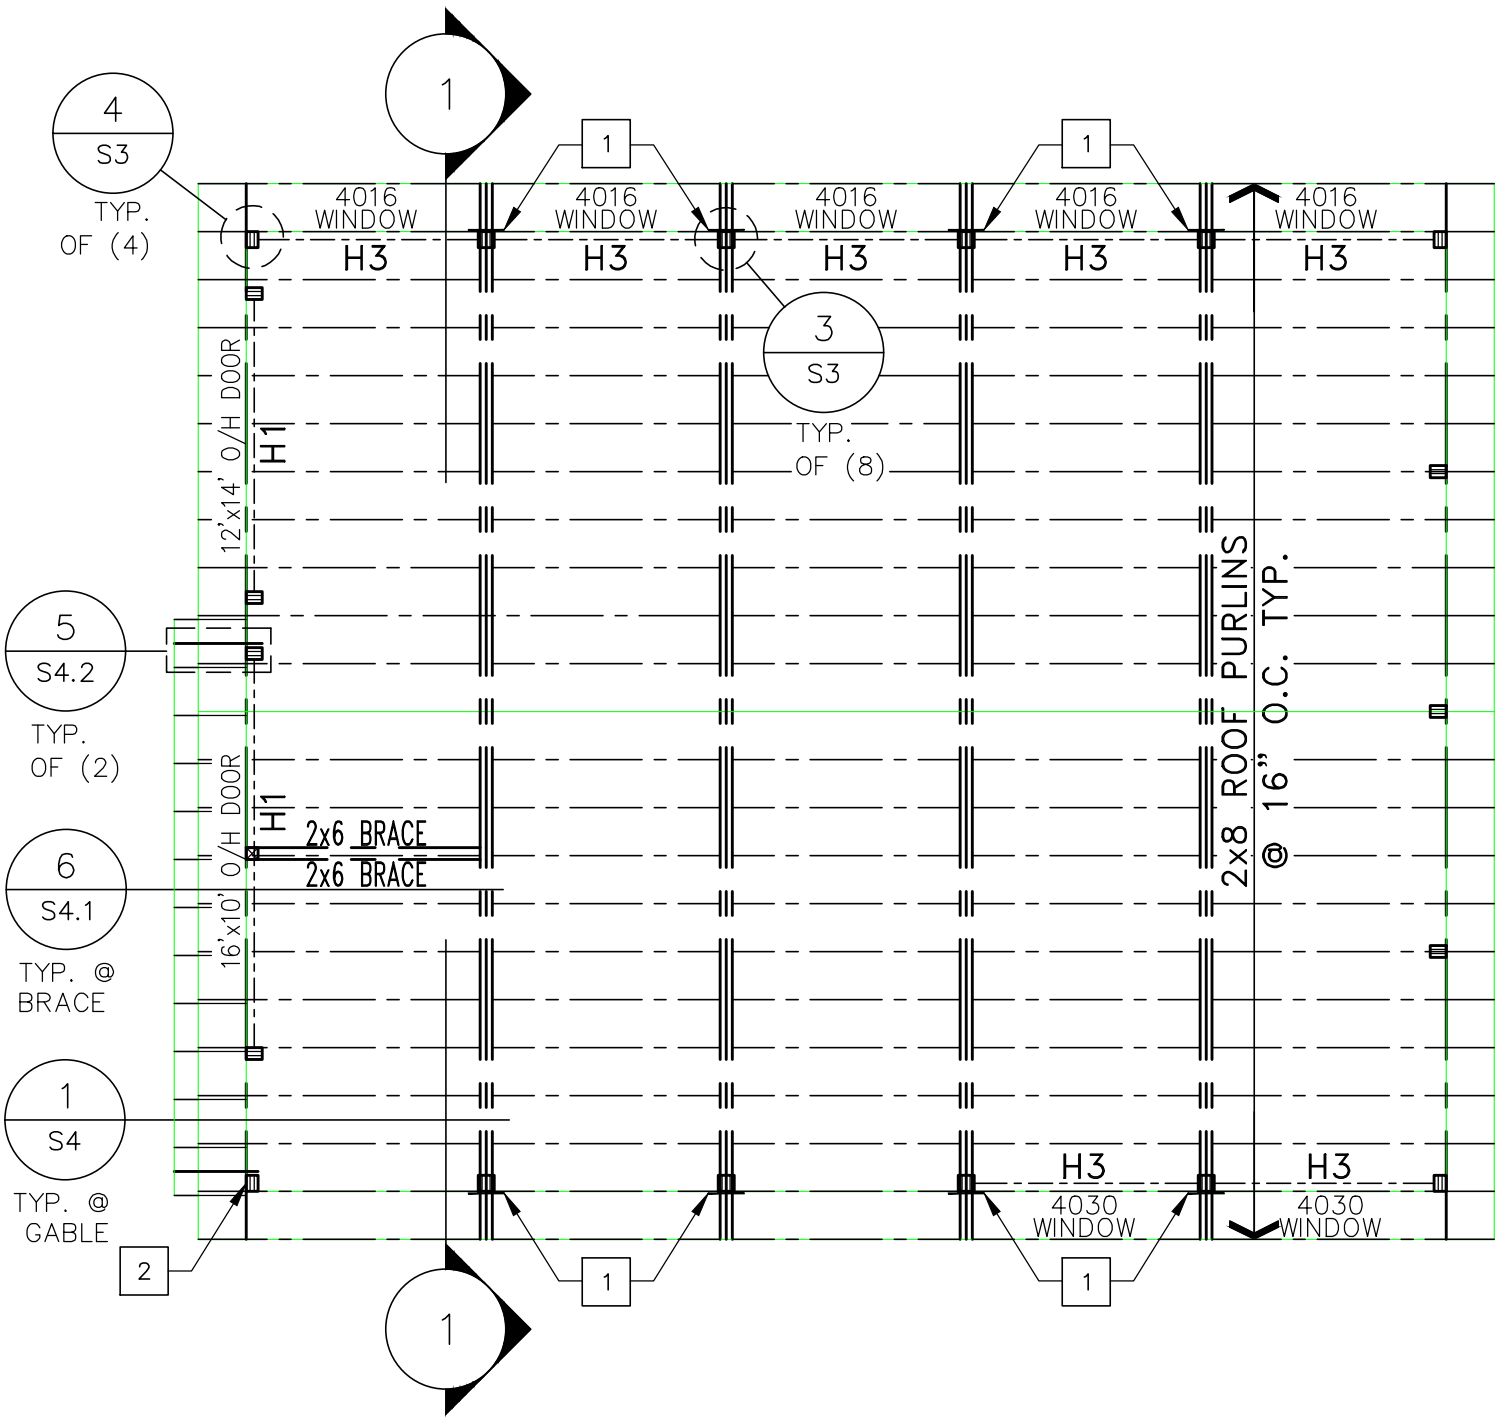 1
4
S3
TYP.
OF (4)
1
1
4016
WINDOW
4016
WINDOW
4016
WINDOW
4016
WINDOW
4016
WINDOW
H3
H3
H3
H3
H3
3
S3
TYP.
OF (8)
12'x14' O/H DOOR
H1
5
S4.2
TYP.
OF (2)
2x8 ROOF PURLINS
@ 16" O.C. TYP.
16'x10' O/H DOOR
H1
2x6 BRACE
2x6 BRACE
6
S4.1
TYP. @
BRACE
1
S4
TYP. @
GABLE
H3
H3
4030
WINDOW
4030
WINDOW
2
1
1
1